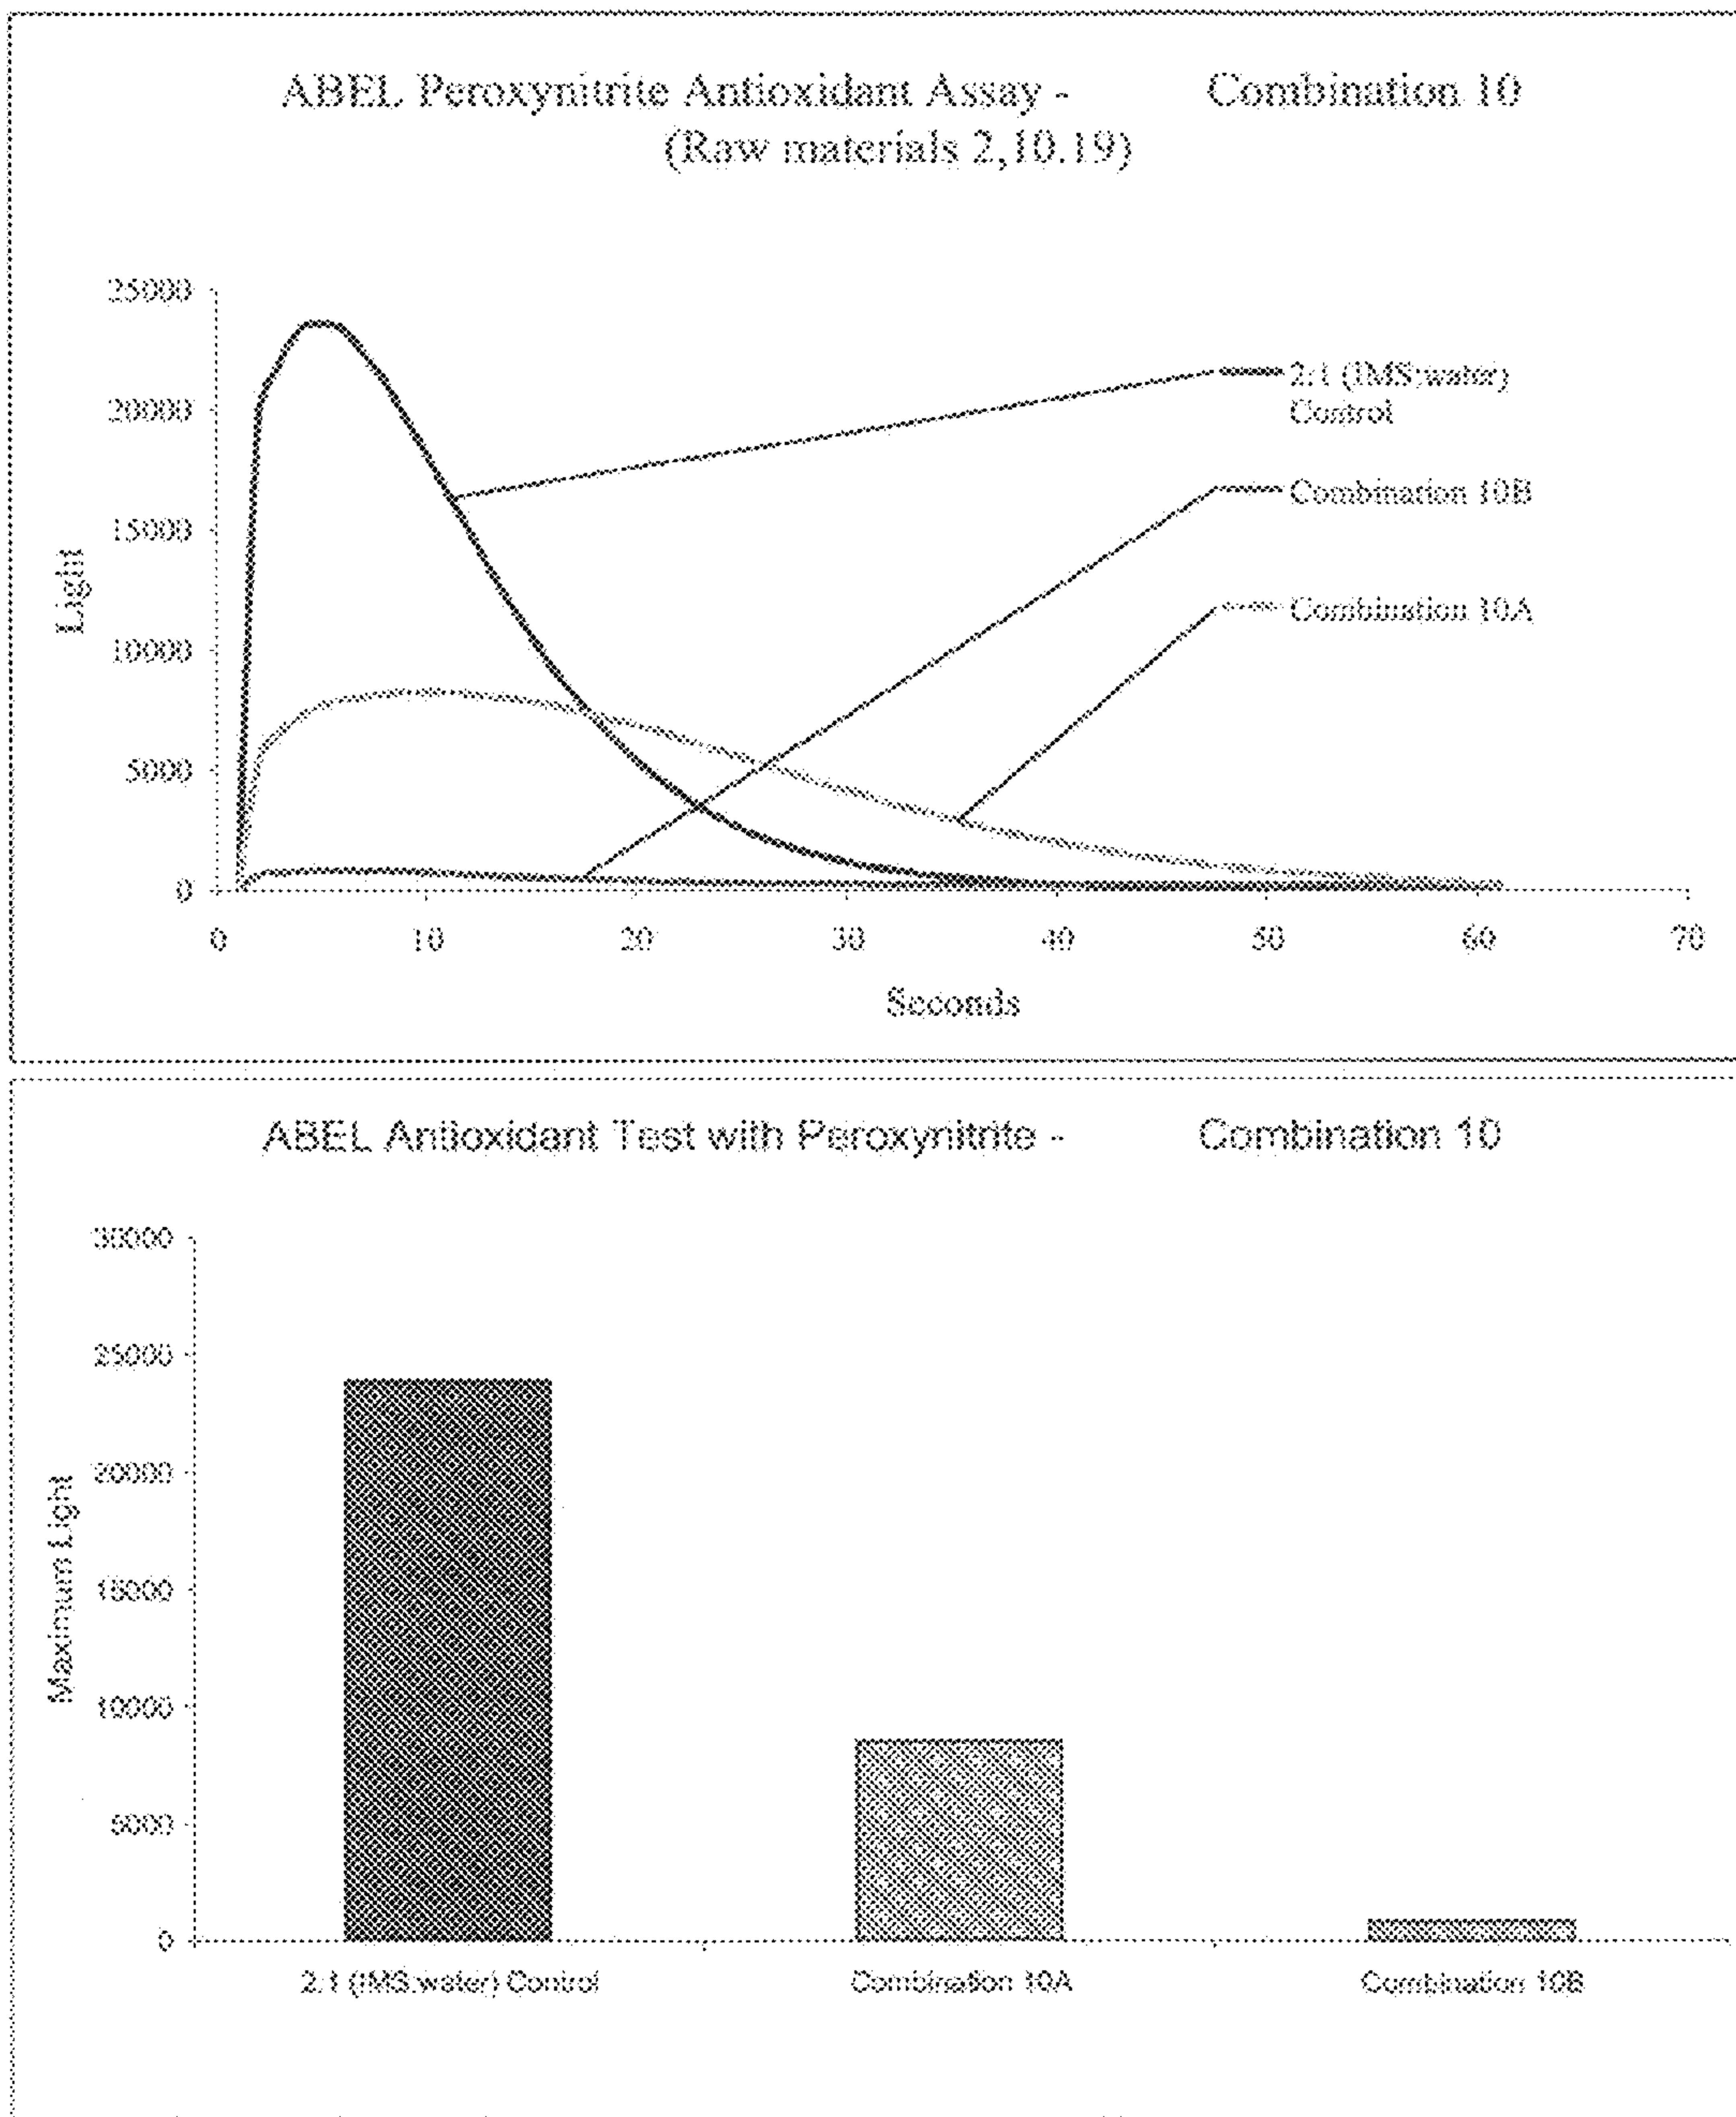 ABEL Peroxynitrite Antioxidant Assay - Combination 10
(Raw materials 2,10.19)
25000
20000
15000
10000
5000
0
Light
0 10 20 30 40 50 60 70
Seconds
2:1 (IMS:water)
Control
Combination 10B
Combination 10A
ABEL Antioxidant Test with Peroxynitrite - Combination 10
30000
25000
20000
15000
10000
5000
0
Maximum Light
2:1 (IMS:water) Control Combination 10A Combination 10B